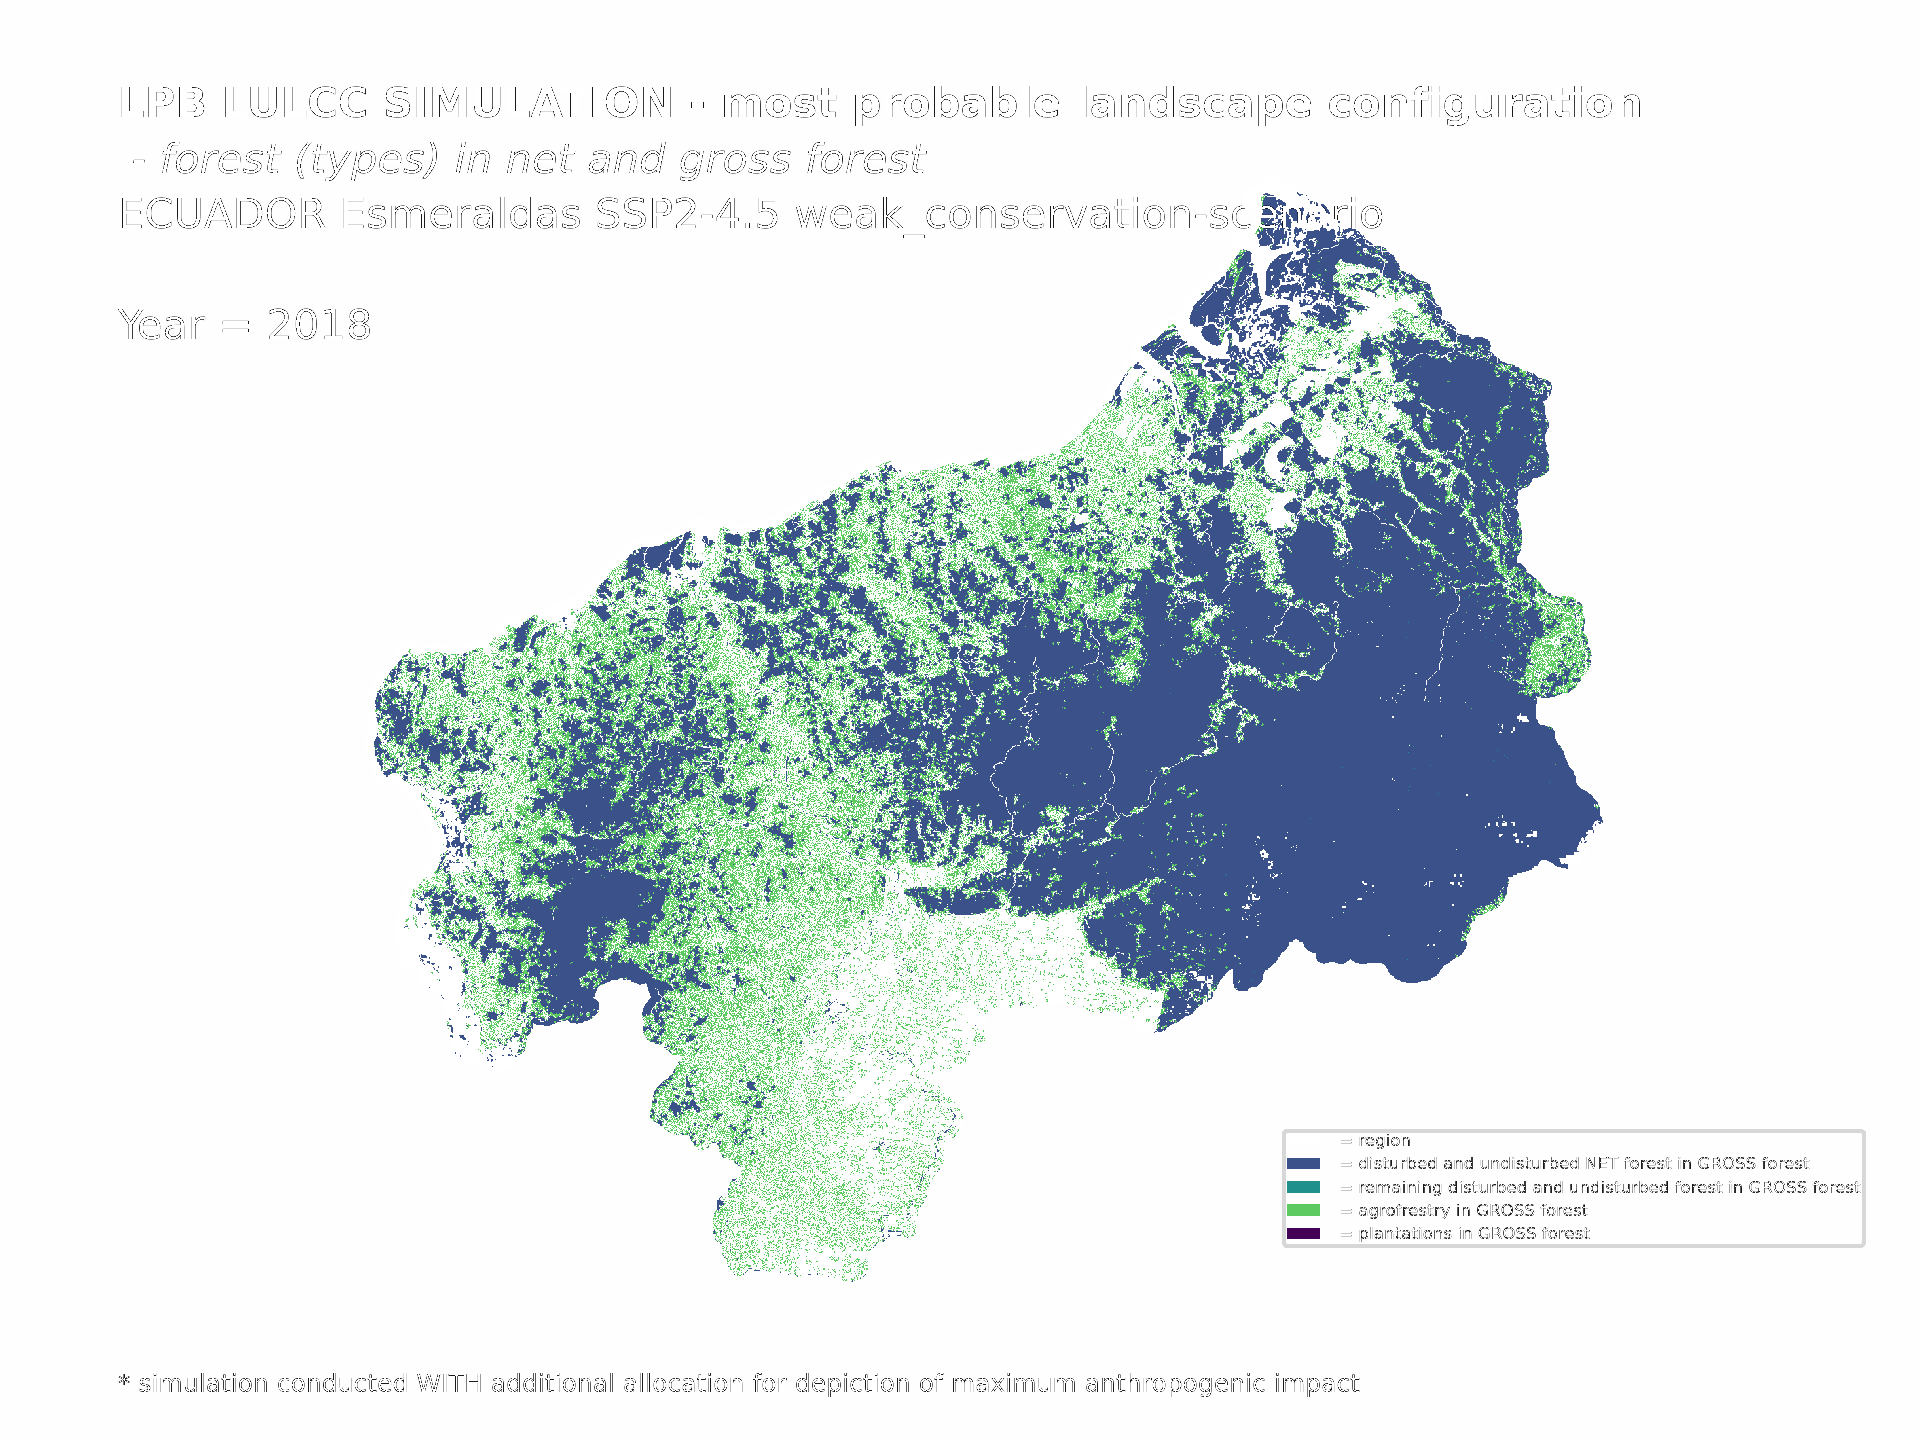 LPB LULCC SIMULATION - most probable landscape configuration
- forest (types) in net and gross forest
ECUADOR Esmeraldas SSP2-4.5 weak_conservation-scenario
Year = 2018
= region
= disturbed and undisturbed NET forest in GROSS forest
= remaining disturbed and undisturbed forest in GROSS forest
= agrofrestry in GROSS forest
= plantations in GROSS forest
* simulation conducted WITH additional allocation for depiction of maximum anthropogenic impact